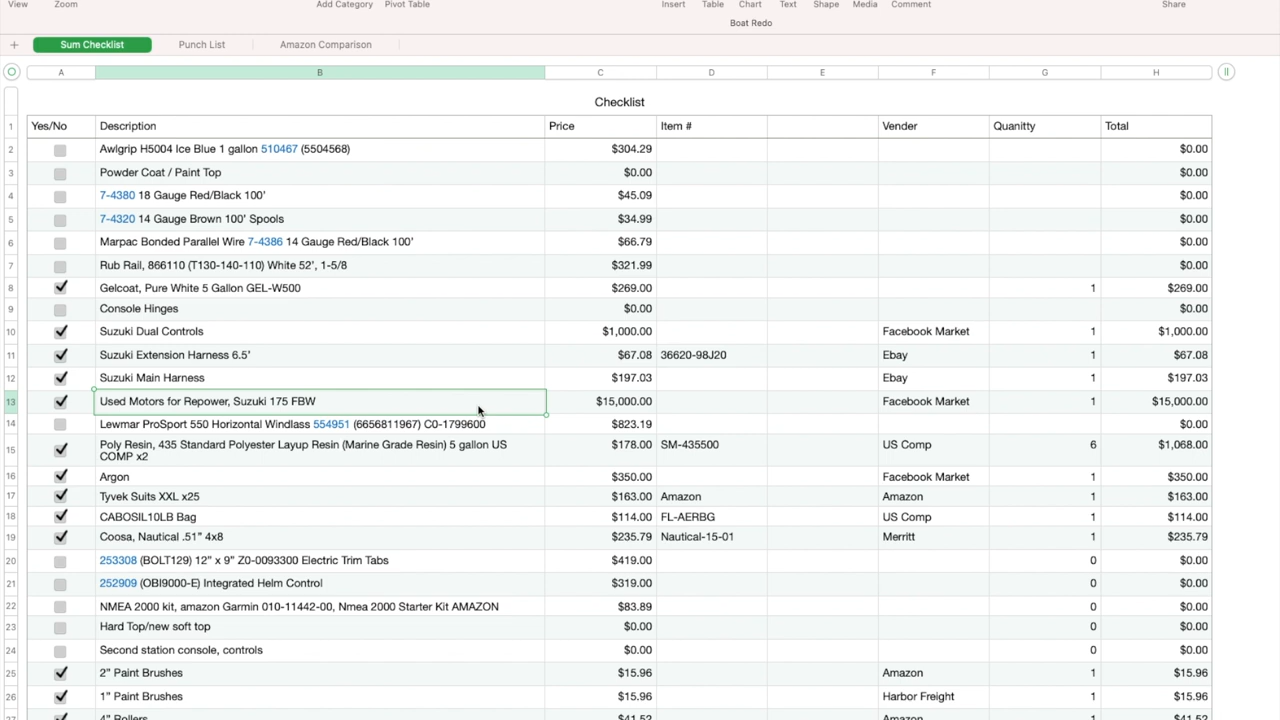 View Zoom Add Category Pivot Table Insert Table Chart Text Shape Media Comment Share
Boat Redo
Sum Checklist Punch List Amazon Comparison
A B C D E F G H
Checklist
1 Yes/No Description Price Item # Vender Quanitty Total
2 Awlgrip H5004 Ice Blue 1 gallon 510467 (5504568) $304.29 $0.00
3 Powder Coat / Paint Top $0.00 $0.00
4 7-4380 18 Gauge Red/Black 100' $45.09 $0.00
5 7-4320 14 Gauge Brown 100' Spools $34.99 $0.00
6 Marpac Bonded Parallel Wire 7-4386 14 Gauge Red/Black 100' $66.79 $0.00
7 Rub Rail, 866110 (T130-140-110) White 52', 1-5/8 $321.99 $0.00
8 Gelcoat, Pure White 5 Gallon GEL-W500 $269.00 1 $269.00
9 Console Hinges $0.00 $0.00
10 Suzuki Dual Controls $1,000.00 Facebook Market 1 $1,000.00
11 Suzuki Extension Harness 6.5' $67.08 36620-98J20 Ebay 1 $67.08
12 Suzuki Main Harness $197.03 Ebay 1 $197.03
13 Used Motors for Repower, Suzuki 175 FBW $15,000.00 Facebook Market 1 $15,000.00
14 Lewmar ProSport 550 Horizontal Windlass 554951 (6656811967) C0-1799600 $823.19 $0.00
15 Poly Resin, 435 Standard Polyester Layup Resin (Marine Grade Resin) 5 gallon US $178.00 SM-435500 US Comp 6 $1,068.00
COMP x2
16 Argon $350.00 Facebook Market 1 $350.00
17 Tyvek Suits XXL x25 $163.00 Amazon Amazon 1 $163.00
18 CABOSIL10LB Bag $114.00 FL-AERBG US Comp 1 $114.00
19 Coosa, Nautical .51" 4x8 $235.79 Nautical-15-01 Merritt 1 $235.79
20 253308 (BOLT129) 12" x 9" Z0-0093300 Electric Trim Tabs $419.00 0 $0.00
21 252909 (OBI9000-E) Integrated Helm Control $319.00 0 $0.00
22 NMEA 2000 kit, amazon Garmin 010-11442-00, Nmea 2000 Starter Kit AMAZON $83.89 0 $0.00
23 Hard Top/new soft top $0.00 0 $0.00
24 Second station console, controls $0.00 0 $0.00
25 2" Paint Brushes $15.96 Amazon 1 $15.96
26 1" Paint Brushes $15.96 Harbor Freight 1 $15.96
27 4" Rollers $41.52 Amazon 1 $41.52